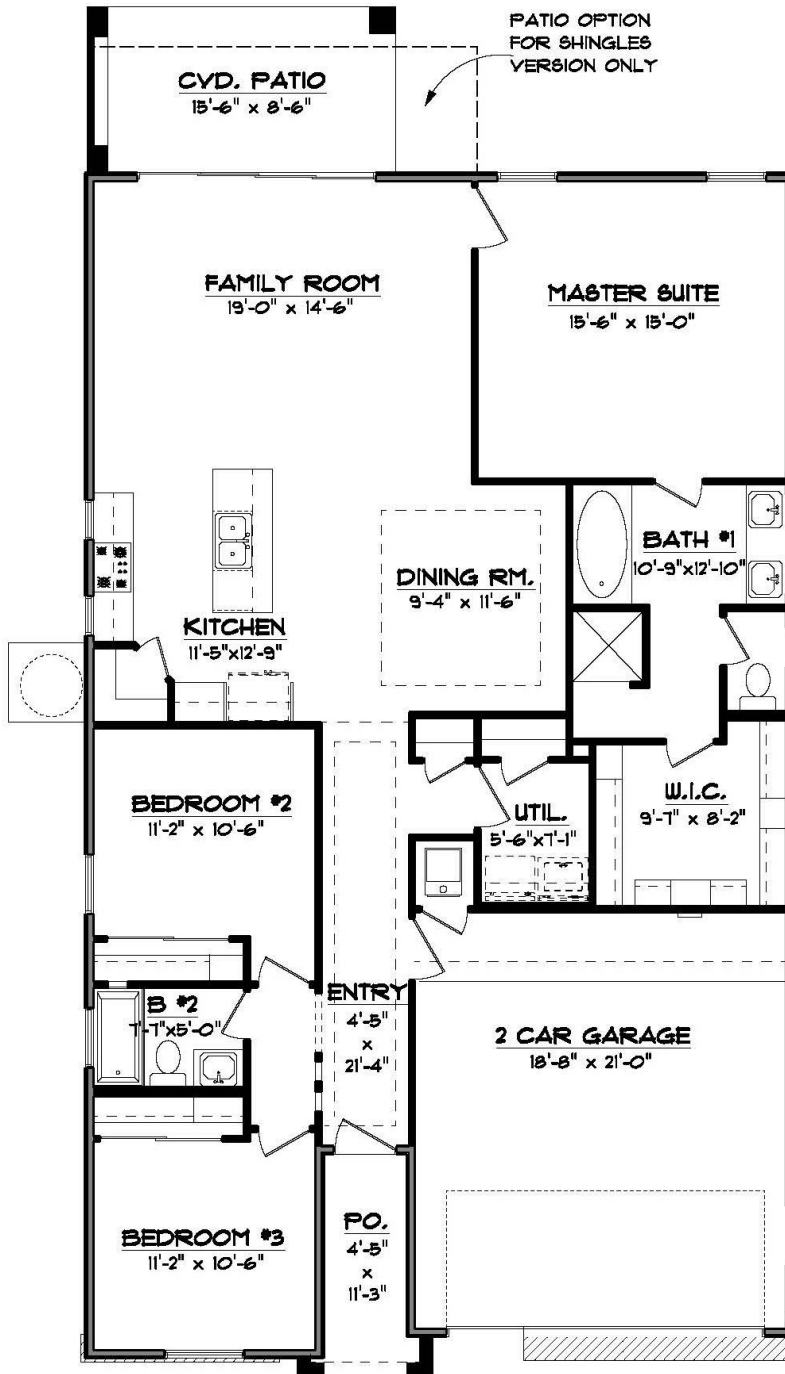 PATIO OPTION
FOR SHINGLES
VERSION ONLY
CVD. PATIO
15'-6" x 8'-6"
FAMILY ROOM
19'-0" x 14'-6"
MASTER SUITE
15'-6" x 15'-0"
BATH #1
10'-9"x12'-10"
DINING RM.
9'-4" x 11'-6"
KITCHEN
11'-5"x12'-9"
BEDROOM #2
11'-2" x 10'-6"
UTIL.
5'-6"x7'-1"
W.I.C.
9'-7" x 8'-2"
B #2
7'-7"x5'-0"
ENTRY
4'-5"
x
21'-4"
2 CAR GARAGE
18'-8" x 21'-0"
BEDROOM #3
11'-2" x 10'-6"
PO.
4'-5"
x
11'-3"